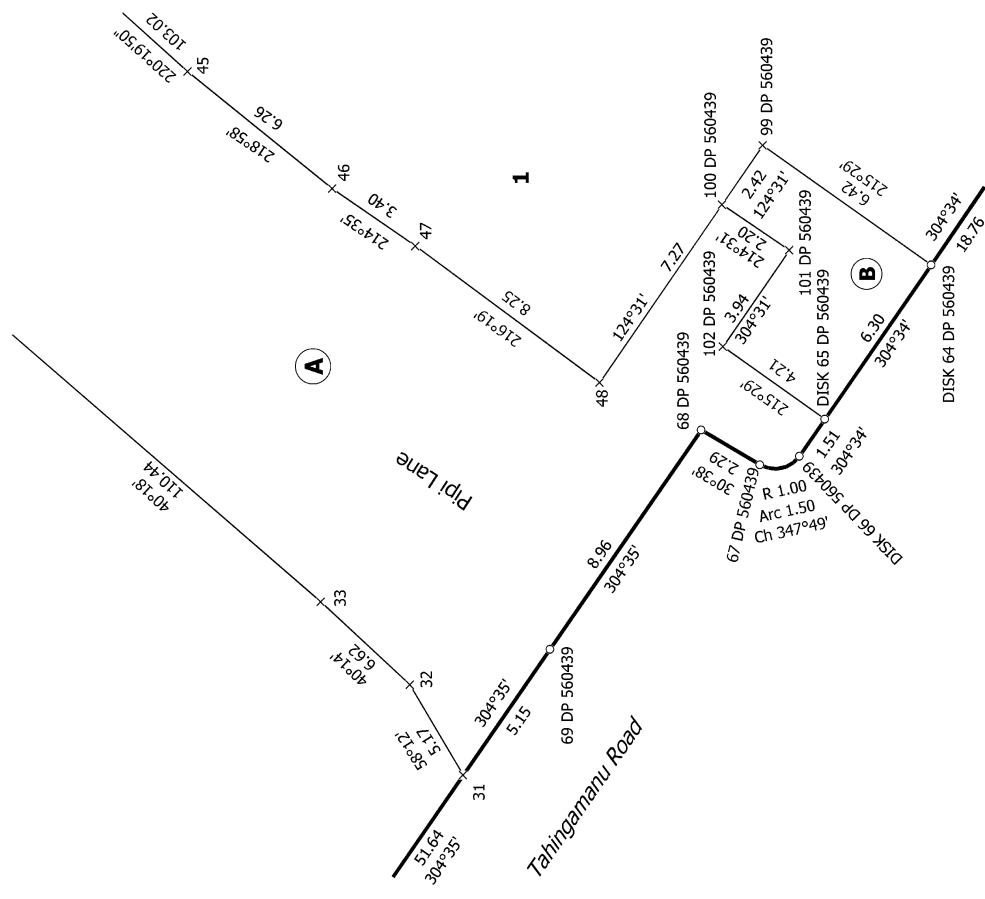 103.02
220°19'50"
45
6.26
218°58'
46
3.40
214°35'
47
8.25
216°19'
48
1
100 DP 560439
99 DP 560439
2.42
124°31'
7.27
124°31'
2.20
214°31'
101 DP 560439
102 DP 560439
3.94
304°31'
6.42
215°29'
304°34'
18.76
B
DISK 65 DP 560439
4.21
215°29'
6.30
304°34'
DISK 64 DP 560439
68 DP 560439
2.29
30°38'
67 DP 560439
1.51
304°34'
R 1.00
Arc 1.50
Ch 347°49'
DISK 66 DP 560439
A
Pipi Lane
40°18'
110.44
33
40°14'
6.62
32
58°12'
5.17
31
8.96
304°35'
304°35'
5.15
69 DP 560439
51.64
304°35'
Tahingamanu Road